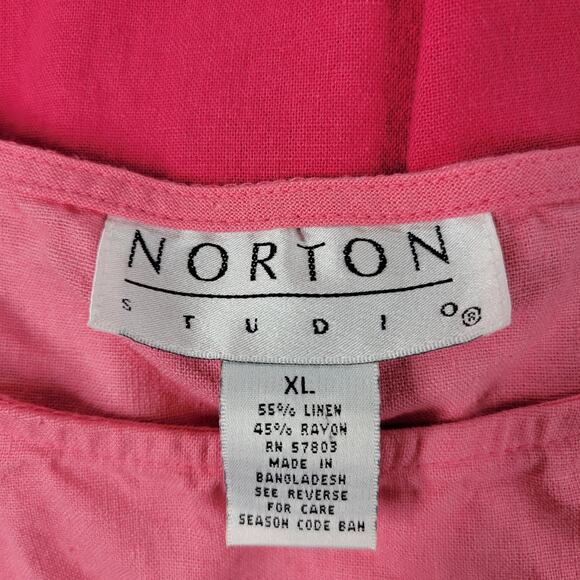 NORTON
STUDIO®
XL
55% LINEN
45% RAYON
RN 57803
MADE IN
BANGLADESH
SEE REVERSE
FOR CARE
SEASON CODE BAH